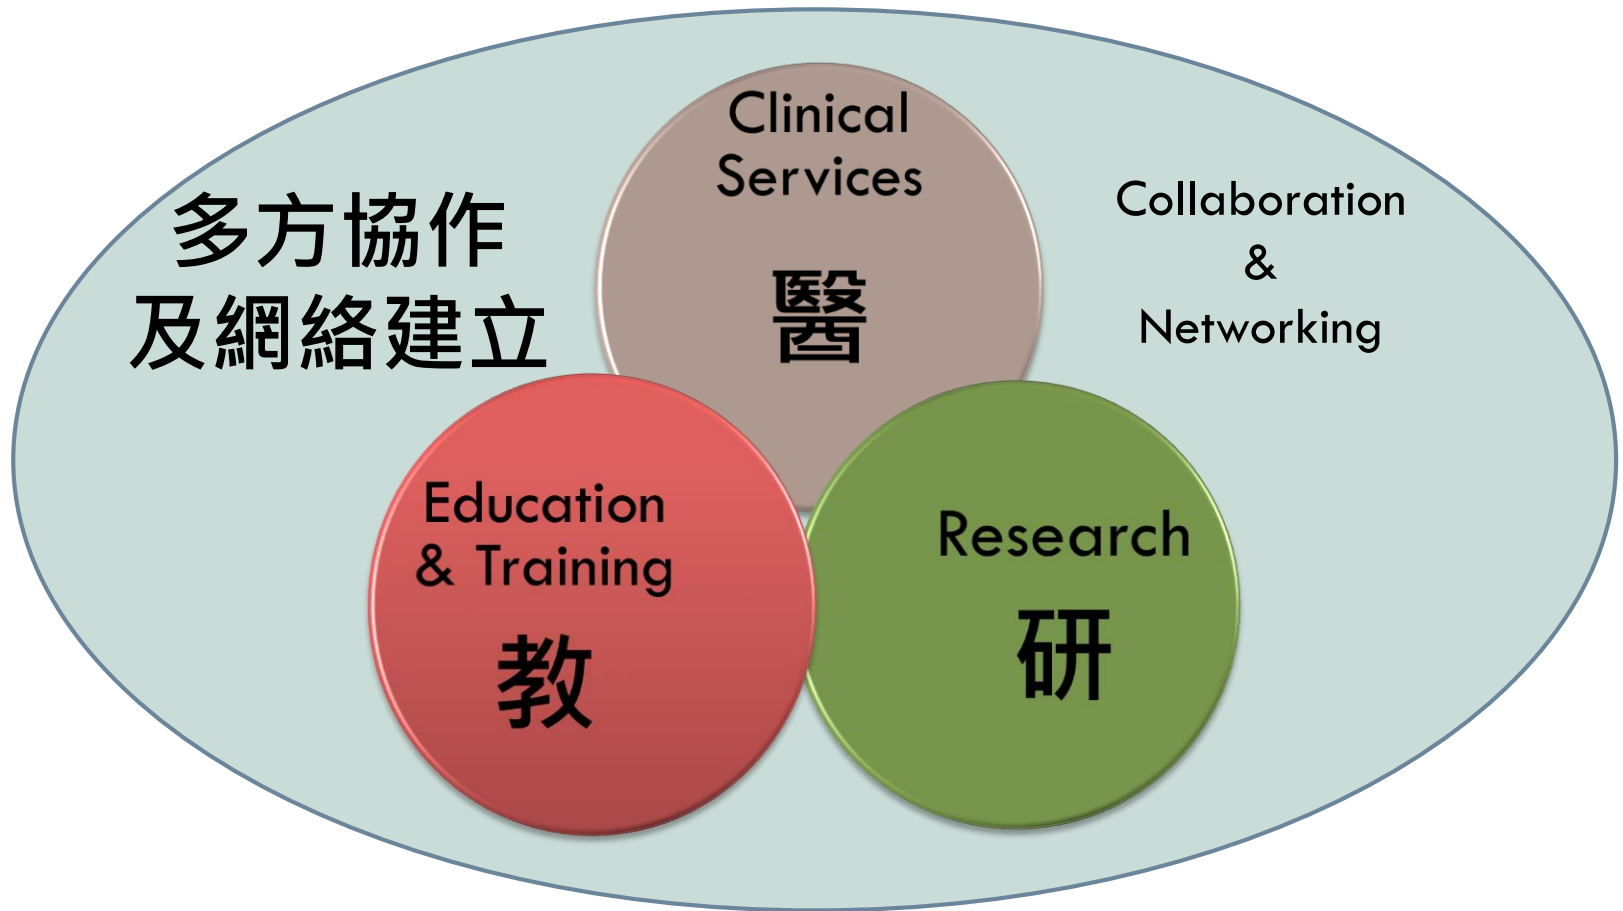 Clinical
Services
醫
多方協作
及網絡建立
Collaboration
&
Networking
Education
& Training
教
Research
研